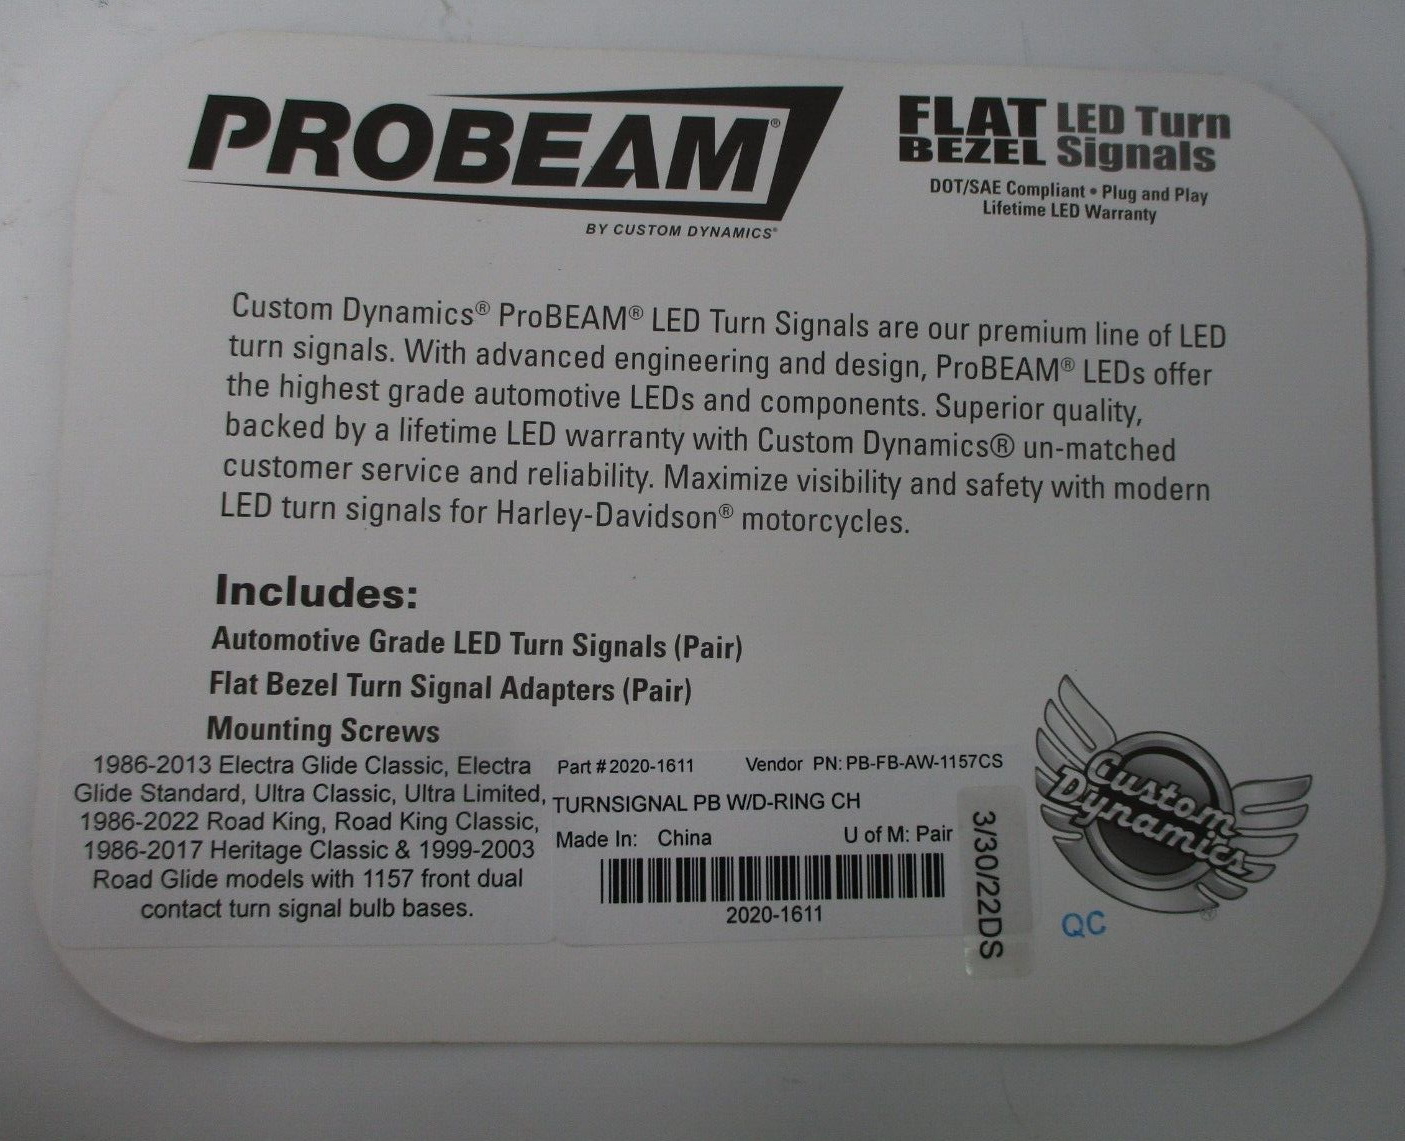 PROBEAM®
BY CUSTOM DYNAMICS®
FLAT BEZEL LED Turn Signals
DOT/SAE Compliant • Plug and Play
Lifetime LED Warranty
Custom Dynamics® ProBEAM® LED Turn Signals are our premium line of LED
turn signals. With advanced engineering and design, ProBEAM® LEDs offer
the highest grade automotive LEDs and components. Superior quality,
backed by a lifetime LED warranty with Custom Dynamics® un-matched
customer service and reliability. Maximize visibility and safety with modern
LED turn signals for Harley-Davidson® motorcycles.
Includes:
Automotive Grade LED Turn Signals (Pair)
Flat Bezel Turn Signal Adapters (Pair)
Mounting Screws
1986-2013 Electra Glide Classic, Electra
Glide Standard, Ultra Classic, Ultra Limited,
1986-2022 Road King, Road King Classic,
1986-2017 Heritage Classic & 1999-2003
Road Glide models with 1157 front dual
contact turn signal bulb bases.
Part # 2020-1611 Vendor PN: PB-FB-AW-1157CS
TURNSIGNAL PB W/D-RING CH
Made In: China U of M: Pair
2020-1611
3/30/22DS
Custom
Dynamics®
QC